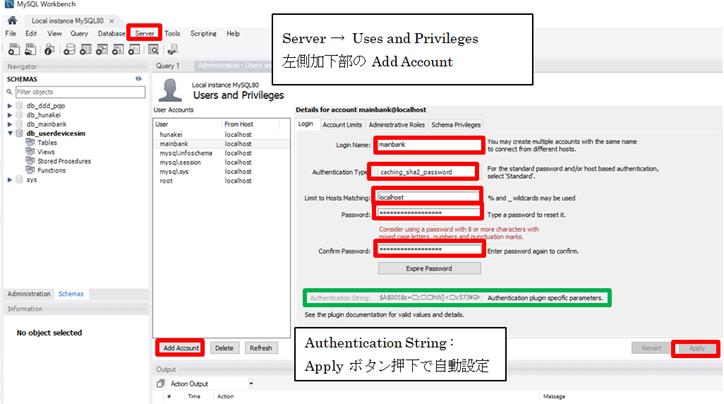 MySQL Workbench
Local instance MySQL80
File Edit View Query Database Server Tools Scripting Help
Server → Uses and Privileges
左側加下部の Add Account
Navigator
SCHEMAS
Filter objects
db_ddd_pojo
db_hunakei
db_mainbank
db_userdevicesim
Tables
Views
Stored Procedures
Functions
sys
Administration Schemas
Information
No object selected
Query 1
Administration - Users and
Local instance MySQL80
Users and Privileges
User Accounts
User From Host
hunakei localhost
mainbank localhost
mysql.infoschema localhost
mysql.session localhost
mysql.sys localhost
root localhost
Add Account Delete Refresh
Details for account mainbank@localhost
Login Account Limits Administrative Roles Schema Privileges
Login Name: mainbank You may create multiple accounts with the same name
to connect from different hosts.
Authentication Type: caching_sha2_password For the standard password and/or host based authentication,
select 'Standard'.
Limit to Hosts Matching: localhost % and _ wildcards may be used
Password: ****************** Type a password to reset it.
Consider using a password with 8 or more characters with
mixed case letters, numbers and punctuation marks.
Confirm Password: ****************** Enter password again to confirm.
Expire Password
Authentication String: Authentication plugin specific parameters.
See the plugin documentation for valid values and details.
Authentication String：
Apply ボタン押下で自動設定
Revert Apply
Output
Action Output
# Time Action Message